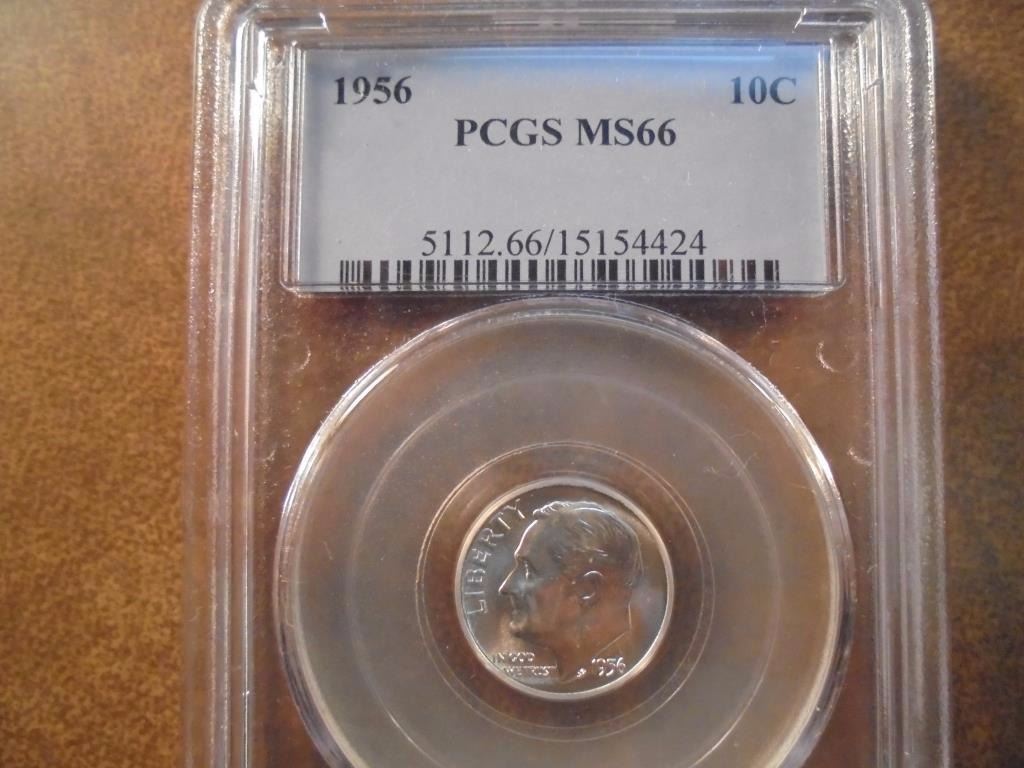 1956 10C
PCGS MS66
5112.66/15154424
LIBERTY
IN GOD
WE TRUST
1956